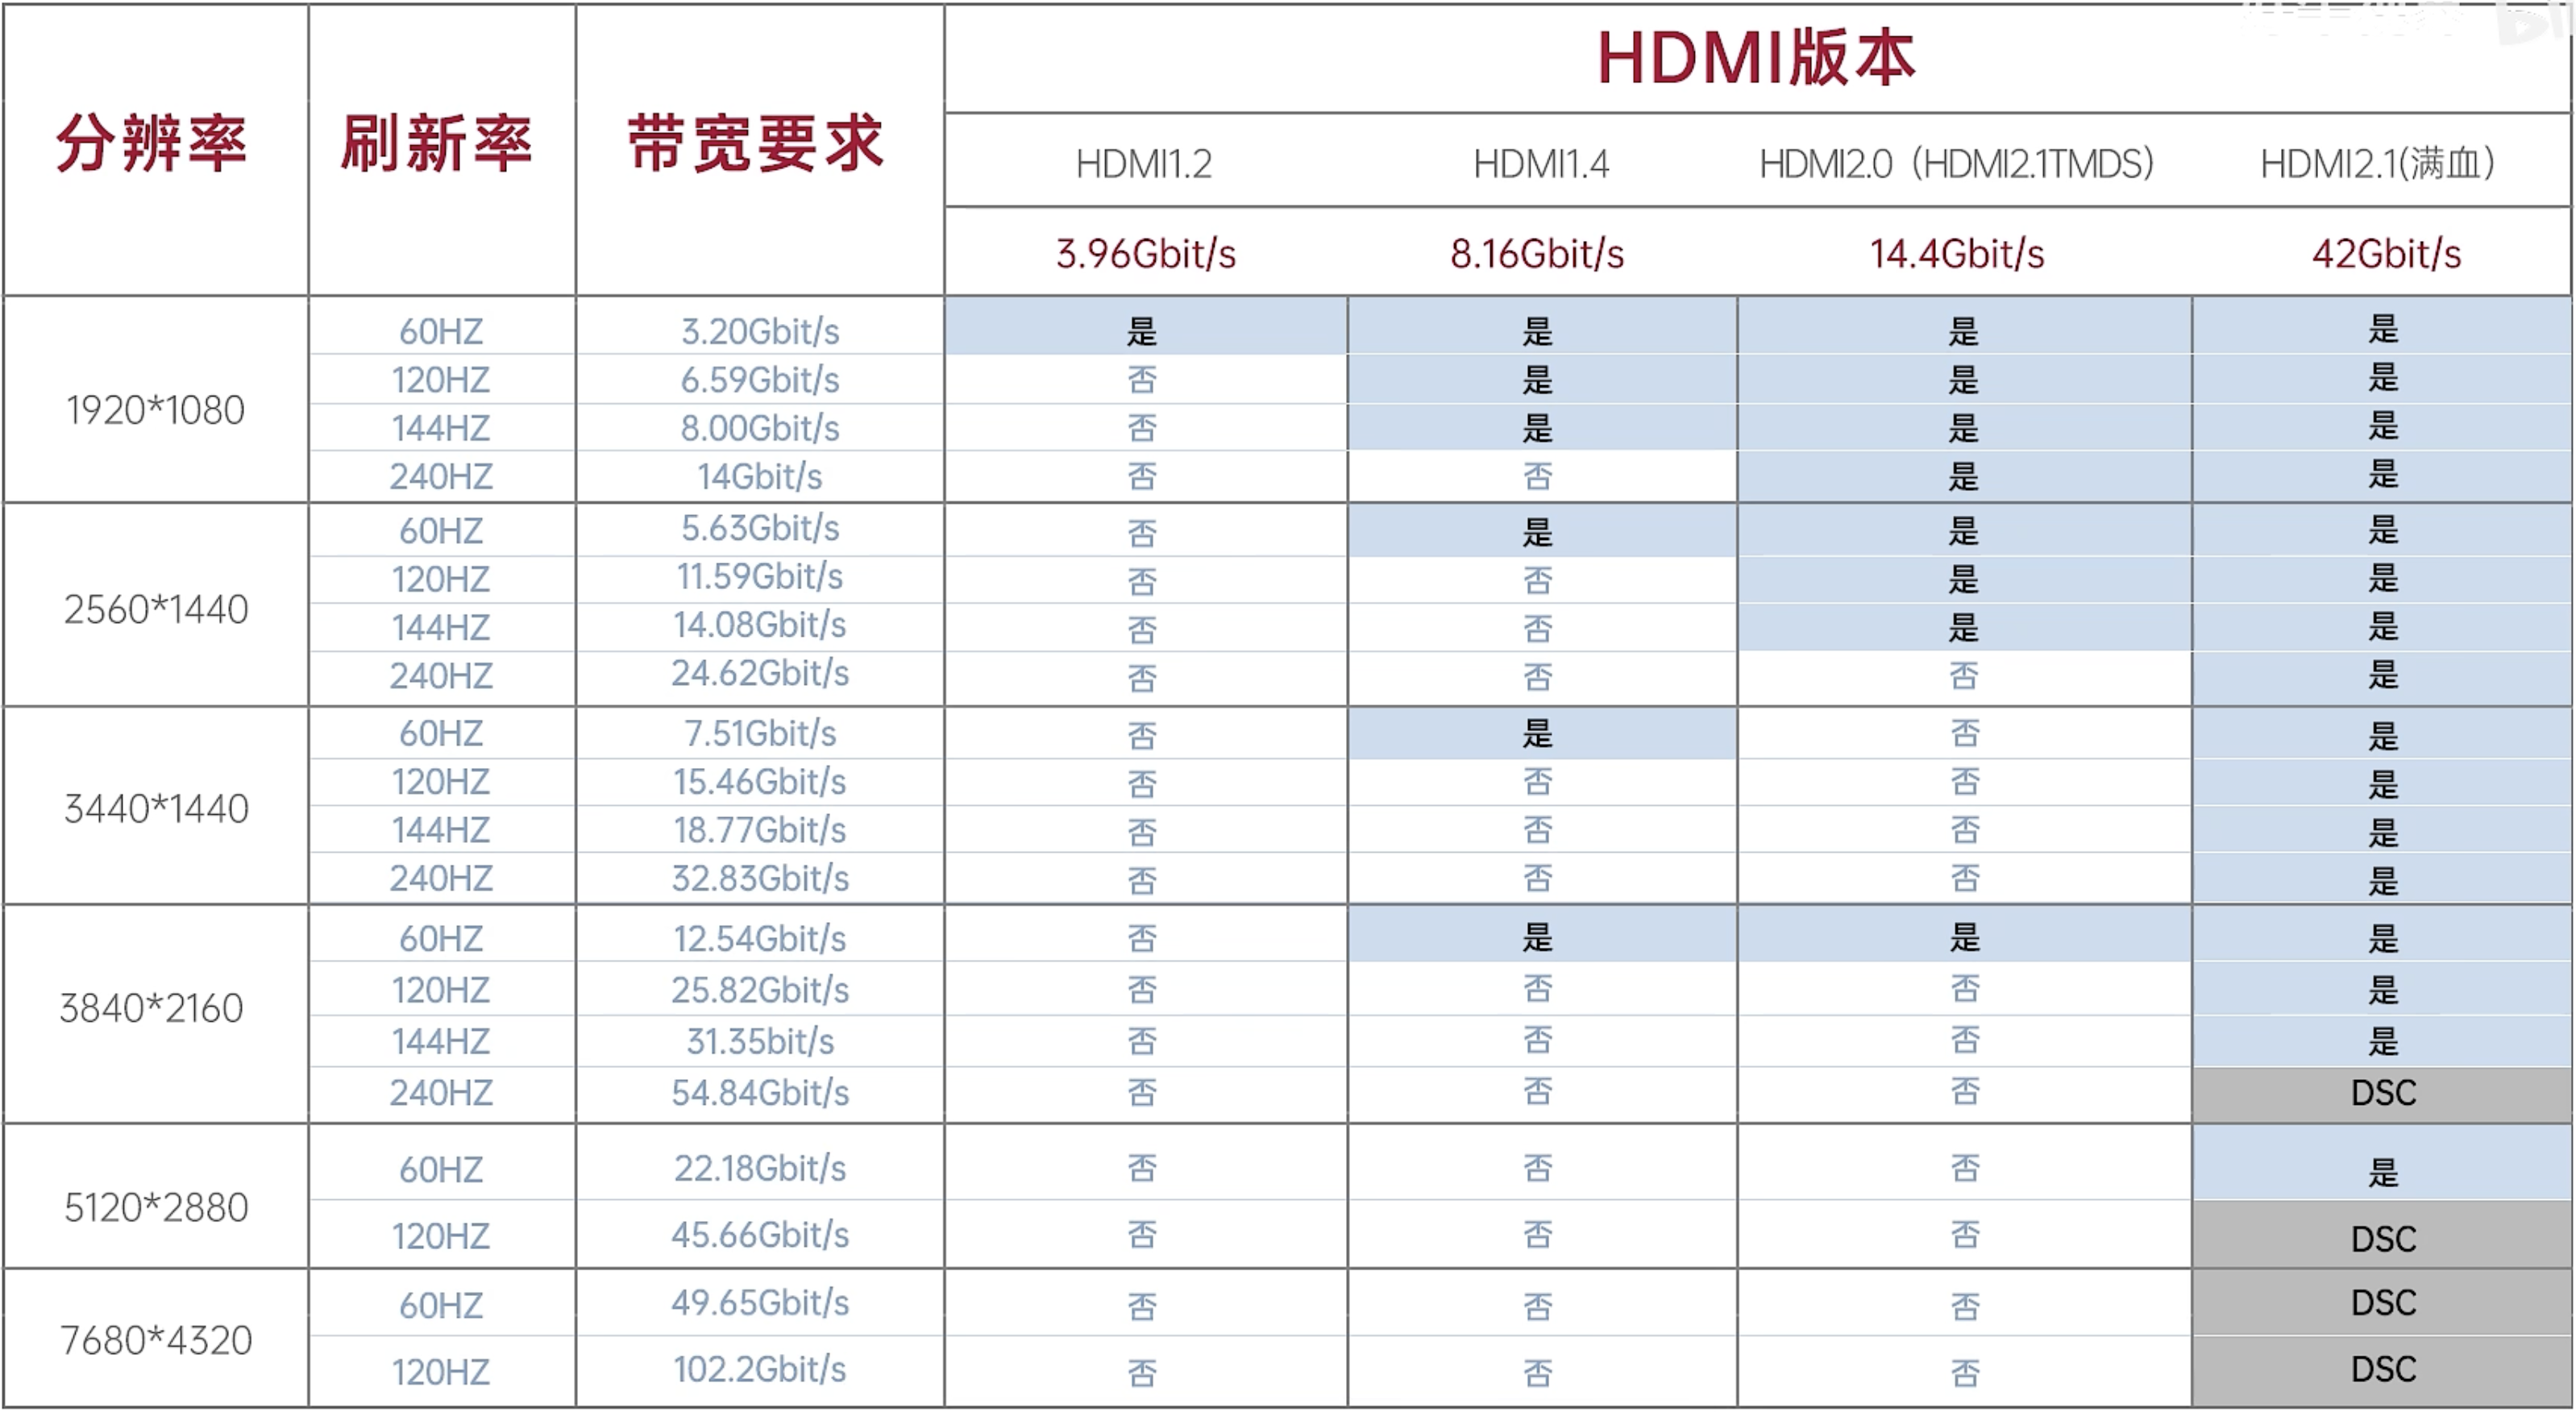 HDMI版本
分辨率 刷新率 带宽要求
HDMI1.2 HDMI1.4 HDMI2.0（HDMI2.1TMDS） HDMI2.1(满血）
3.96Gbit/s 8.16Gbit/s 14.4Gbit/s 42Gbit/s
1920*1080
60HZ 3.20Gbit/s 是 是 是 是
120HZ 6.59Gbit/s 否 是 是 是
144HZ 8.00Gbit/s 否 是 是 是
240HZ 14Gbit/s 否 否 是 是
2560*1440
60HZ 5.63Gbit/s 否 是 是 是
120HZ 11.59Gbit/s 否 否 是 是
144HZ 14.08Gbit/s 否 否 是 是
240HZ 24.62Gbit/s 否 否 否 是
3440*1440
60HZ 7.51Gbit/s 否 是 否 是
120HZ 15.46Gbit/s 否 否 否 是
144HZ 18.77Gbit/s 否 否 否 是
240HZ 32.83Gbit/s 否 否 否 是
3840*2160
60HZ 12.54Gbit/s 否 是 是 是
120HZ 25.82Gbit/s 否 否 否 是
144HZ 31.35bit/s 否 否 否 是
240HZ 54.84Gbit/s 否 否 否 DSC
5120*2880
60HZ 22.18Gbit/s 否 否 否 是
120HZ 45.66Gbit/s 否 否 否 DSC
7680*4320
60HZ 49.65Gbit/s 否 否 否 DSC
120HZ 102.2Gbit/s 否 否 否 DSC